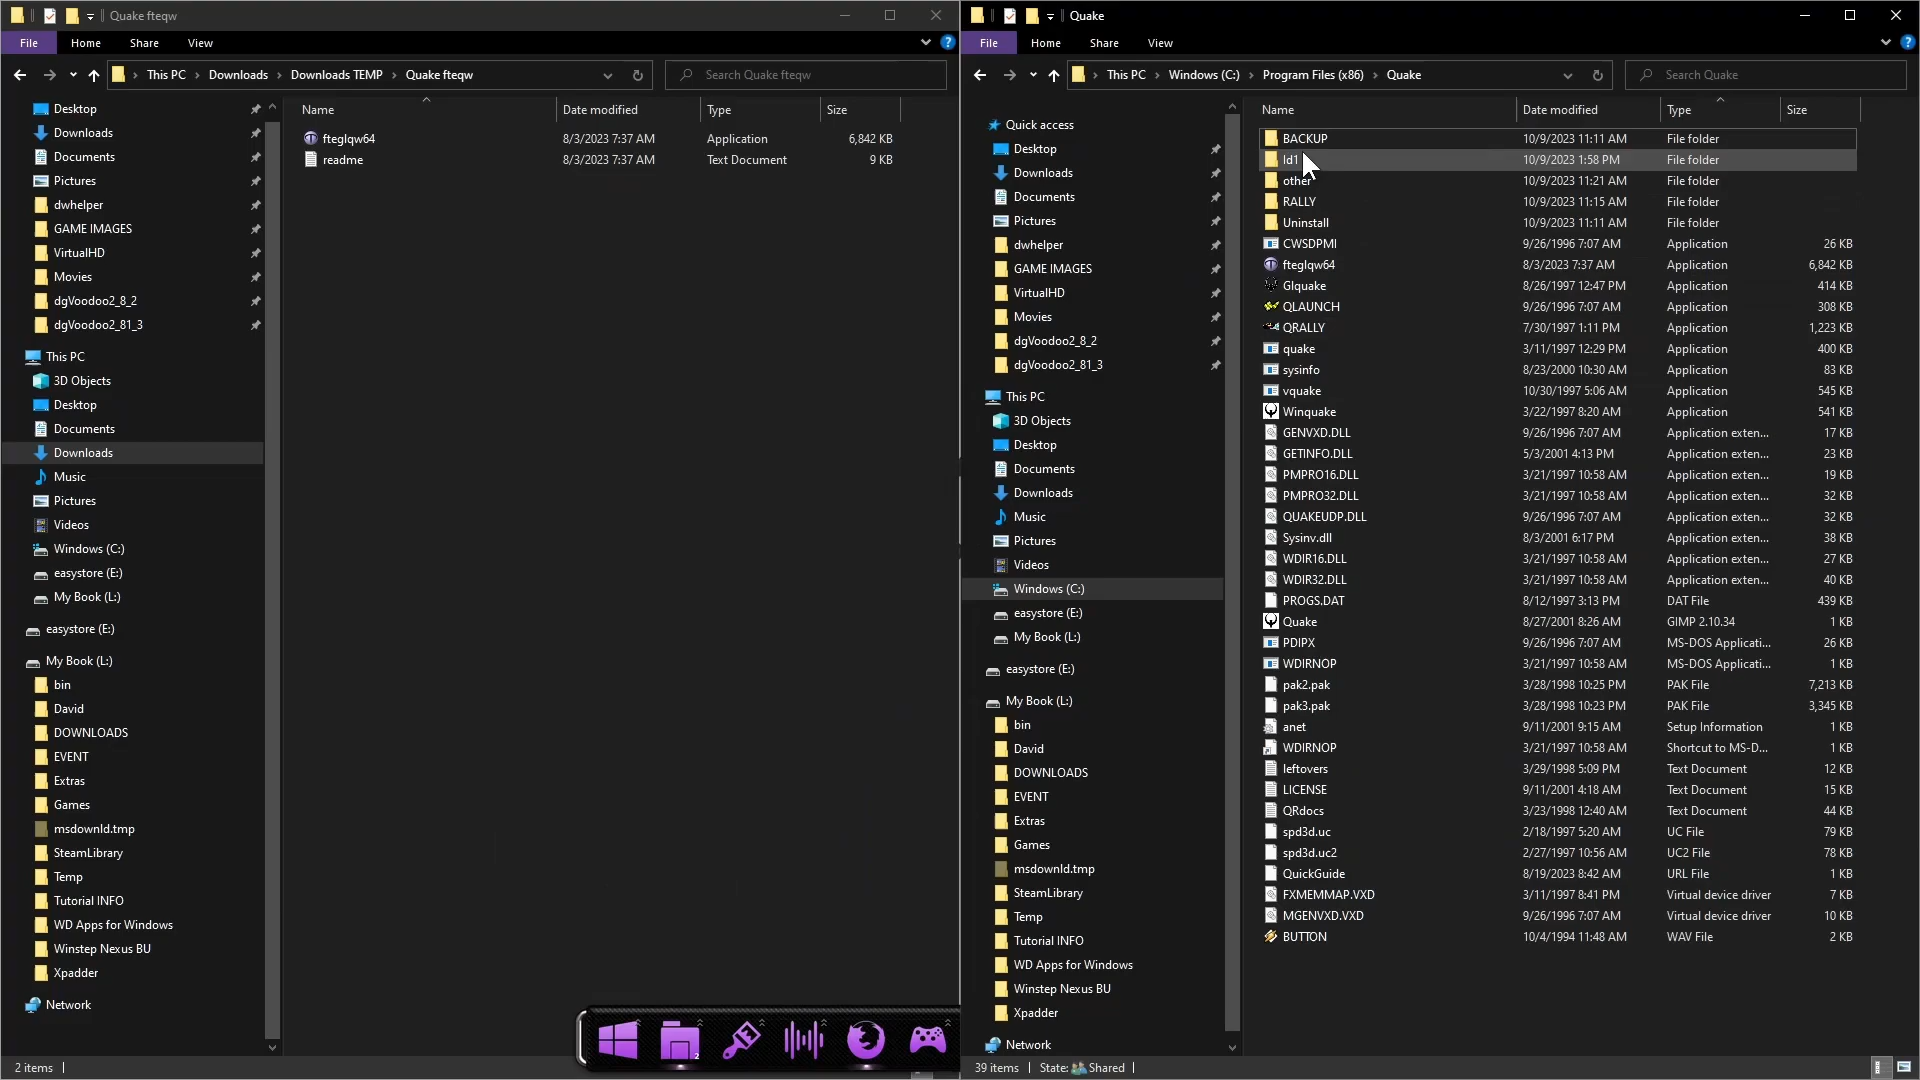 Quake fteqw
File
Home
Share
View
This PC > Downloads > Downloads TEMP > Quake fteqw
Search Quake fteqw
Desktop
Downloads
Documents
Pictures
dwhelper
GAME IMAGES
VirtualHD
Movies
dgVoodoo2_8_2
dgVoodoo2_81_3
This PC
3D Objects
Desktop
Documents
Downloads
Music
Pictures
Videos
Windows (C:)
easystore (E:)
My Book (L:)
easystore (E:)
My Book (L:)
bin
David
DOWNLOADS
EVENT
Extras
Games
msdownld.tmp
SteamLibrary
Temp
Tutorial INFO
WD Apps for Windows
Winstep Nexus BU
Xpadder
Network
Name Date modified Type Size
fteglqw64 8/3/2023 7:37 AM Application 6,842 KB
readme 8/3/2023 7:37 AM Text Document 9 KB
2 items
2
Quake
File
Home
Share
View
This PC > Windows (C:) > Program Files (x86) > Quake
Search Quake
Quick access
Desktop
Downloads
Documents
Pictures
dwhelper
GAME IMAGES
VirtualHD
Movies
dgVoodoo2_8_2
dgVoodoo2_81_3
This PC
3D Objects
Desktop
Documents
Downloads
Music
Pictures
Videos
Windows (C:)
easystore (E:)
My Book (L:)
easystore (E:)
My Book (L:)
bin
David
DOWNLOADS
EVENT
Extras
Games
msdownld.tmp
SteamLibrary
Temp
Tutorial INFO
WD Apps for Windows
Winstep Nexus BU
Xpadder
Network
Name Date modified Type Size
BACKUP 10/9/2023 11:11 AM File folder
Id1 10/9/2023 1:58 PM File folder
other 10/9/2023 11:21 AM File folder
RALLY 10/9/2023 11:15 AM File folder
Uninstall 10/9/2023 11:11 AM File folder
CWSDPMI 9/26/1996 7:07 AM Application 26 KB
fteglqw64 8/3/2023 7:37 AM Application 6,842 KB
Glquake 8/26/1997 12:47 PM Application 414 KB
QLAUNCH 9/26/1996 7:07 AM Application 308 KB
QRALLY 7/30/1997 1:11 PM Application 1,223 KB
quake 3/11/1997 12:29 PM Application 400 KB
sysinfo 8/23/2000 10:30 AM Application 83 KB
vquake 10/30/1997 5:06 AM Application 545 KB
Winquake 3/22/1997 8:20 AM Application 541 KB
GENVXD.DLL 9/26/1996 7:07 AM Application exten... 17 KB
GETINFO.DLL 5/3/2001 4:13 PM Application exten... 23 KB
PMPRO16.DLL 3/21/1997 10:58 AM Application exten... 19 KB
PMPRO32.DLL 3/21/1997 10:58 AM Application exten... 32 KB
QUAKEUDP.DLL 9/26/1996 7:07 AM Application exten... 32 KB
Sysinv.dll 8/3/2001 6:17 PM Application exten... 38 KB
WDIR16.DLL 3/21/1997 10:58 AM Application exten... 27 KB
WDIR32.DLL 3/21/1997 10:58 AM Application exten... 40 KB
PROGS.DAT 8/12/1997 3:13 PM DAT File 439 KB
Quake 8/27/2001 8:26 AM GIMP 2.10.34 1 KB
PDIPX 9/26/1996 7:07 AM MS-DOS Applicati... 26 KB
WDIRNOP 3/21/1997 10:58 AM MS-DOS Applicati... 1 KB
pak2.pak 3/28/1998 10:25 PM PAK File 7,213 KB
pak3.pak 3/28/1998 10:23 PM PAK File 3,345 KB
anet 9/11/2001 9:15 AM Setup Information 1 KB
WDIRNOP 3/21/1997 10:58 AM Shortcut to MS-D... 1 KB
leftovers 3/29/1998 5:09 PM Text Document 12 KB
LICENSE 9/11/2001 4:18 AM Text Document 15 KB
QRdocs 3/23/1998 12:40 AM Text Document 44 KB
spd3d.uc 2/18/1997 5:20 AM UC File 79 KB
spd3d.uc2 2/27/1997 10:56 AM UC2 File 78 KB
QuickGuide 8/19/2023 8:42 AM URL File 1 KB
FXMEMMAP.VXD 3/11/1997 8:41 PM Virtual device driver 7 KB
MGENVXD.VXD 9/26/1996 7:07 AM Virtual device driver 10 KB
BUTTON 10/4/1994 11:48 AM WAV File 2 KB
39 items State: Shared